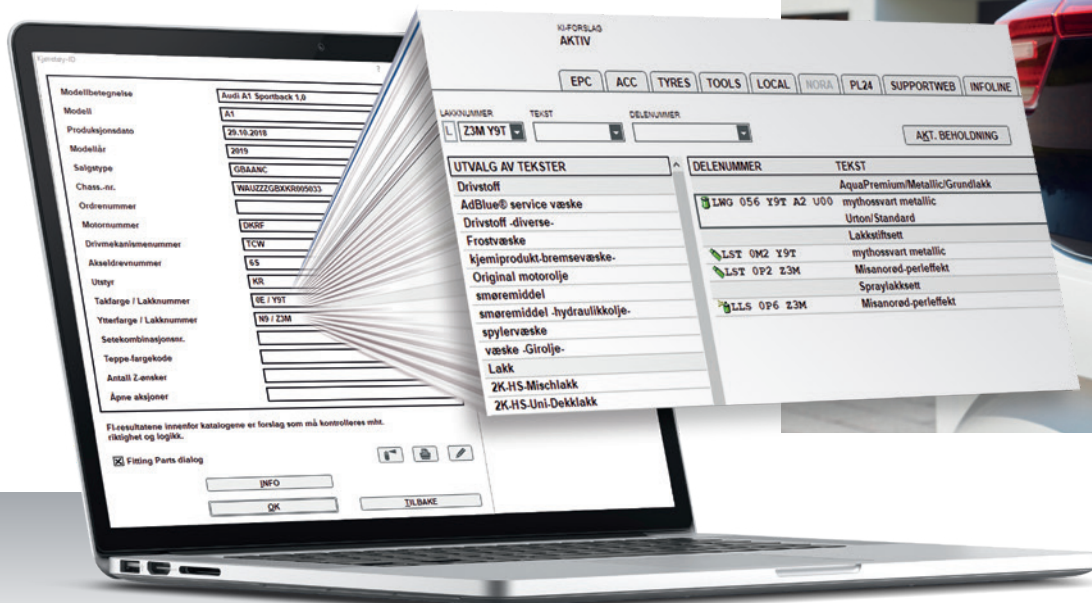 Kjøretøy-ID
?
Modellbetegnelse Audi A1 Sportback 1,0
Modell A1
Produksjonsdato 29.10.2018
Modellår 2019
Salgstype GBAANC
Chass.-nr. WAUZZZGBXKR005033
Ordrenummer
Motornummer DKRF
Drivmekanismenummer TCW
Akseldrevnummer 6S
Utstyr KR
Takfarge / Lakknummer 0E / Y9T
Ytterfarge / Lakknummer N9 / Z3M
Setekombinasjonsnr.
Teppe-fargekode
Antall Z-ønsker
Åpne aksjoner
FI-resultatene innenfor katalogene er forslag som må kontrolleres mht.
riktighet og logikk.
Fitting Parts dialog
INFO
OK TILBAKE
KI-FORSLAG
AKTIV
EPC ACC TYRES TOOLS LOCAL NORA PL24 SUPPORTWEB INFOLINE
LAKKNUMMER TEKST DELENUMMER
L Z3M Y9T
AKT. BEHOLDNING
UTVALG AV TEKSTER
Drivstoff
AdBlue® service væske
Drivstoff -diverse-
Frostvæske
kjemiprodukt-bremsevæske-
Original motorolje
smøremiddel
smøremiddel -hydraulikkolje-
spylervæske
væske -Girolje-
Lakk
2K-HS-Mischlakk
2K-HS-Uni-Dekklakk
DELENUMMER TEKST
AquaPremium/Metallic/Grundlakk
LWG 056 Y9T A2 U00 mythossvart metallic
Urton/Standard
Lakkstiftsett
LST 0M2 Y9T mythossvart metallic
LST 0P2 Z3M Misanorød-perleffekt
Spraylakksett
LLS 0P6 Z3M Misanorød-perleffekt